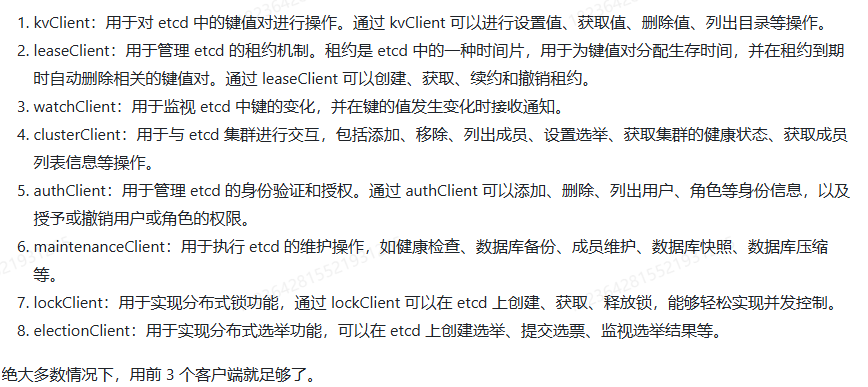 1. kvClient：用于对 etcd 中的键值对进行操作。通过 kvClient 可以进行设置值、获取值、删除值、列出目录等操作。
2. leaseClient：用于管理 etcd 的租约机制。租约是 etcd 中的一种时间片，用于为键值对分配生存时间，并在租约到期
时自动删除相关的键值对。通过 leaseClient 可以创建、获取、续约和撤销租约。
3. watchClient：用于监视 etcd 中键的变化，并在键的值发生变化时接收通知。
4. clusterClient：用于与 etcd 集群进行交互，包括添加、移除、列出成员、设置选举、获取集群的健康状态、获取成员
列表信息等操作。
5. authClient：用于管理 etcd 的身份验证和授权。通过 authClient 可以添加、删除、列出用户、角色等身份信息，以及
授予或撤销用户或角色的权限。
6. maintenanceClient：用于执行 etcd 的维护操作，如健康检查、数据库备份、成员维护、数据库快照、数据库压缩
等。
7. lockClient：用于实现分布式锁功能，通过 lockClient 可以在 etcd 上创建、获取、释放锁，能够轻松实现并发控制。
8. electionClient：用于实现分布式选举功能，可以在 etcd 上创建选举、提交选票、监视选举结果等。
绝大多数情况下，用前 3 个客户端就足够了。